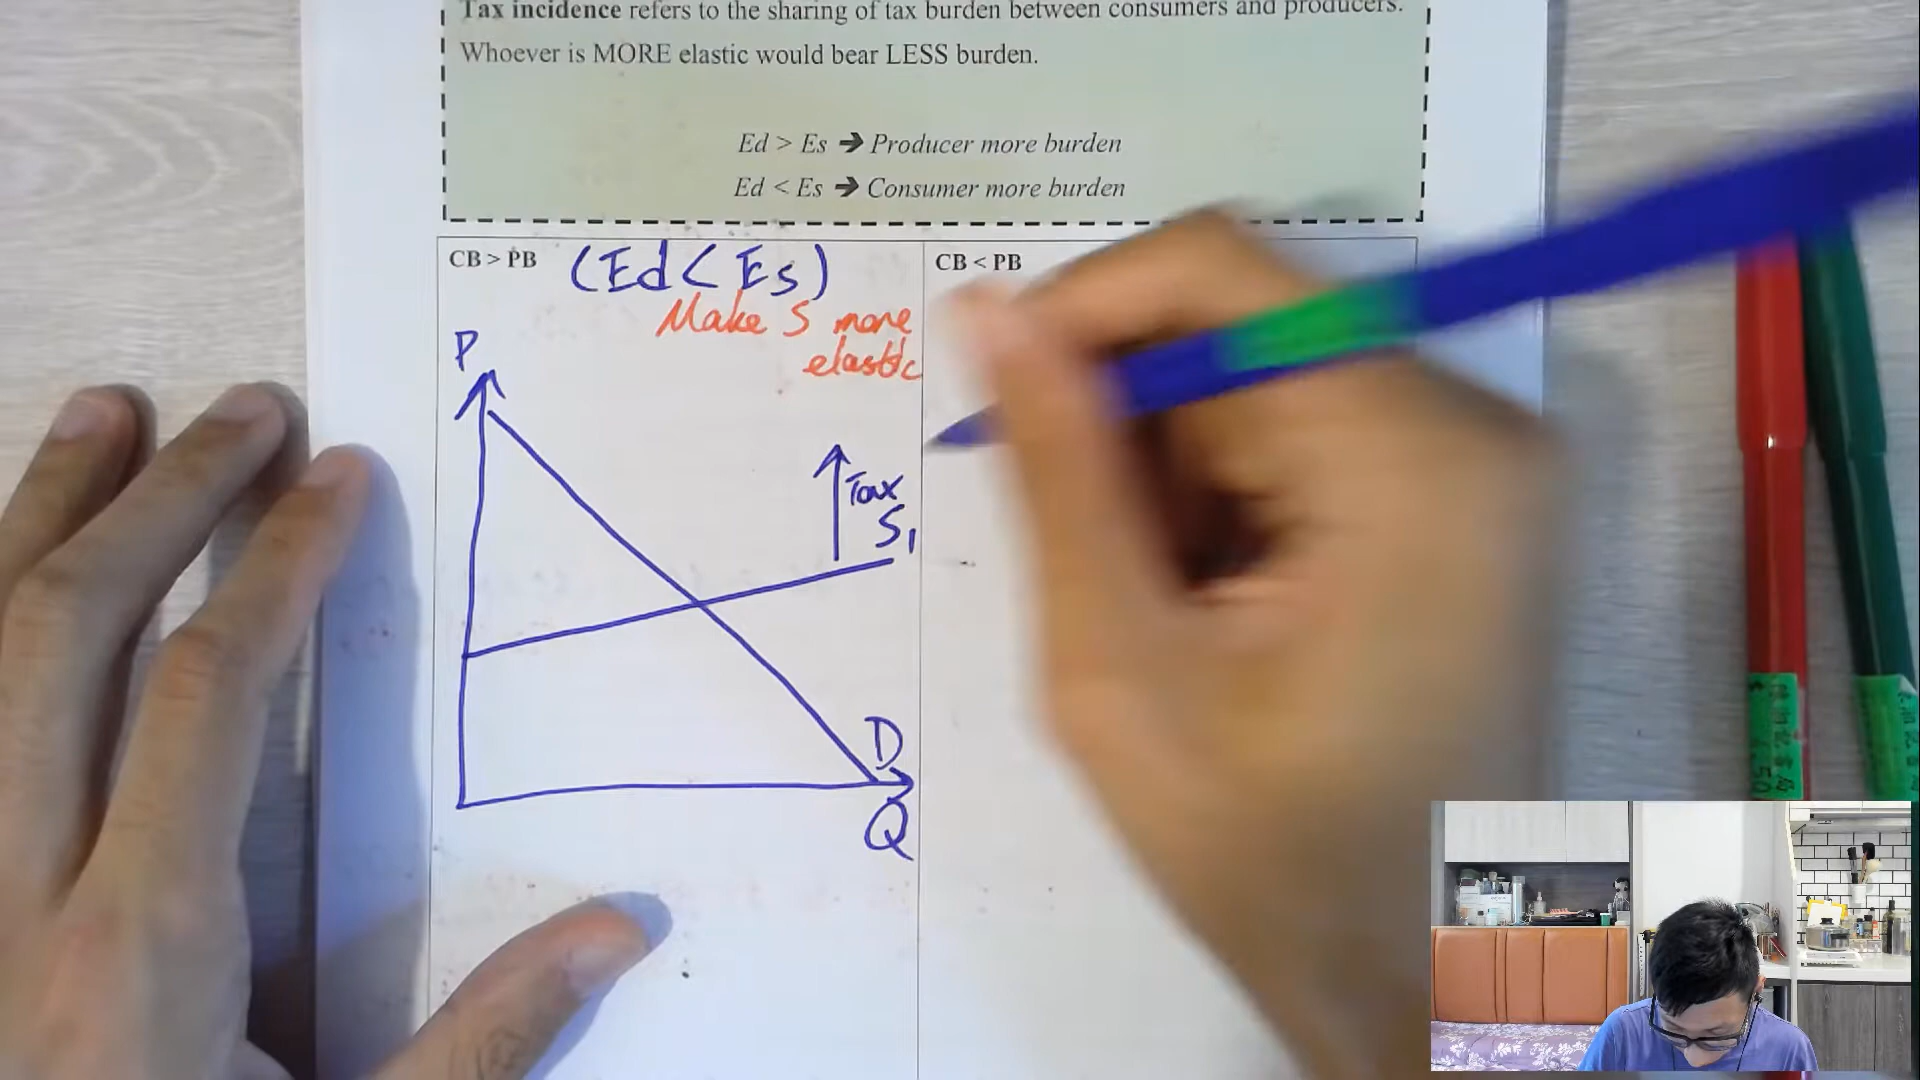 Tax incidence refers to the sharing of tax burden between consumers and producers.
Whoever is MORE elastic would bear LESS burden.
Ed > Es ➔ Producer more burden
Ed < Es ➔ Consumer more burden
CB > PB (Ed < Es)
Make S more
elastic
P
Tax
S₁
D
Q
CB < PB